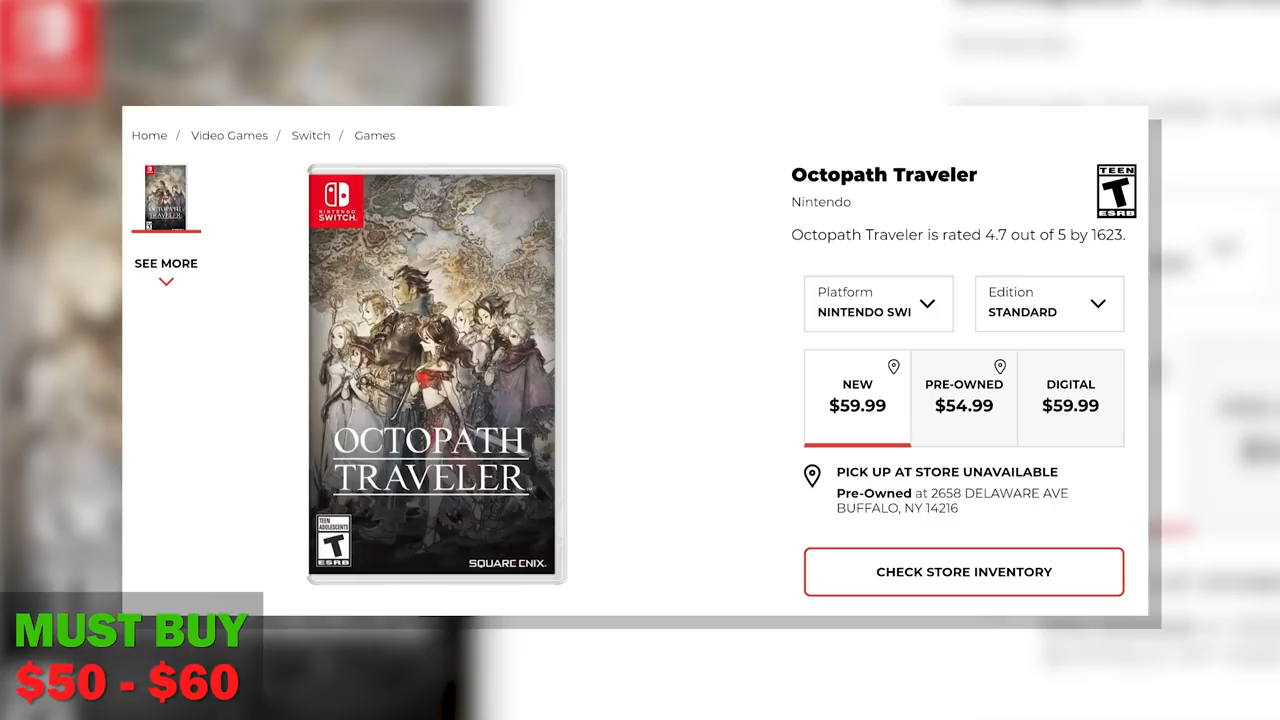 Home / Video Games / Switch / Games
SEE MORE
NINTENDO
SWITCH
OCTOPATH
TRAVELER
TEEN
ADOLESCENTS
T
ESRB
SQUARE ENIX
Octopath Traveler
Nintendo
Octopath Traveler is rated 4.7 out of 5 by 1623.
TEEN
T
ESRB
Platform
NINTENDO SWI
Edition
STANDARD
NEW
$59.99
PRE-OWNED
$54.99
DIGITAL
$59.99
PICK UP AT STORE UNAVAILABLE
Pre-Owned at 2658 DELAWARE AVE
BUFFALO, NY 14216
CHECK STORE INVENTORY
MUST BUY
$50 - $60